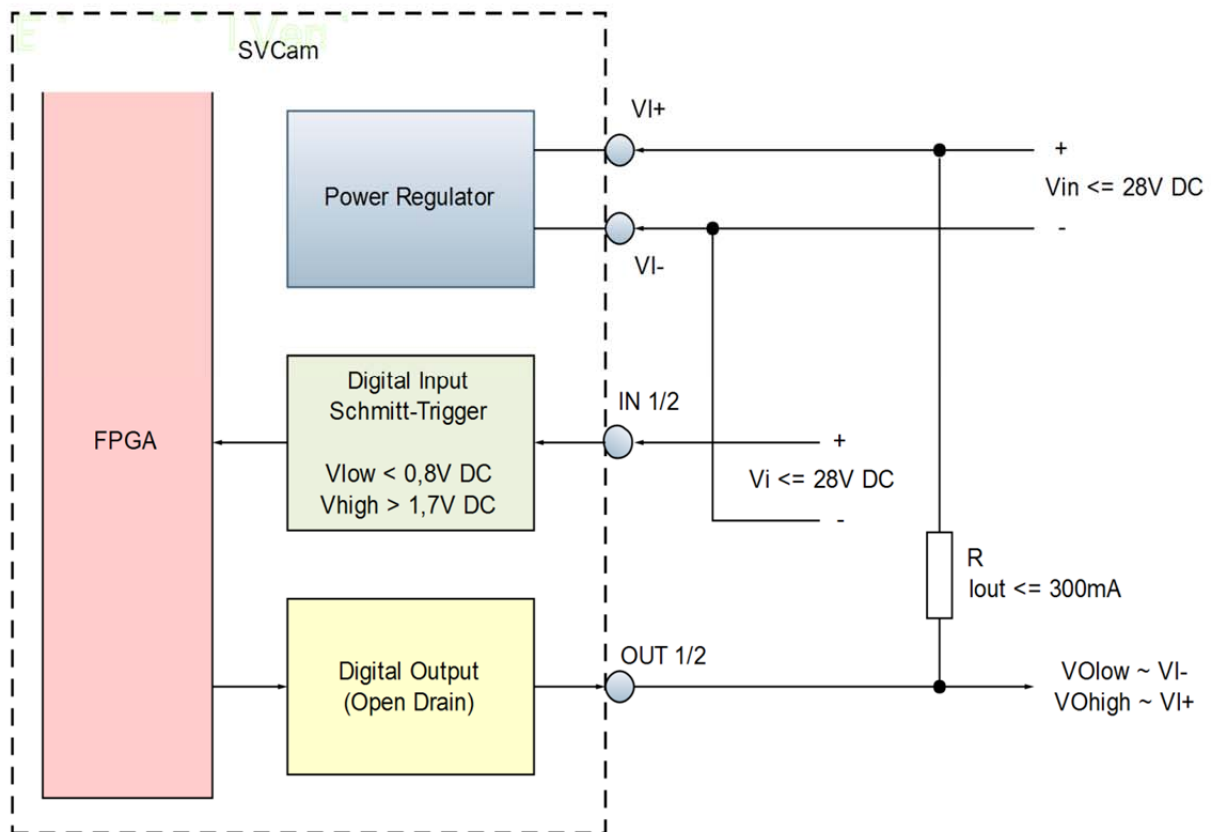 SVCam
VI+
+
Vin <= 28V DC
-
VI-
Power Regulator
Digital Input
Schmitt-Trigger
Vlow < 0,8V DC
Vhigh > 1,7V DC
IN 1/2
+
Vi <= 28V DC
-
FPGA
R
Iout <= 300mA
Digital Output
(Open Drain)
OUT 1/2
VOlow ~ VI-
VOhigh ~ VI+